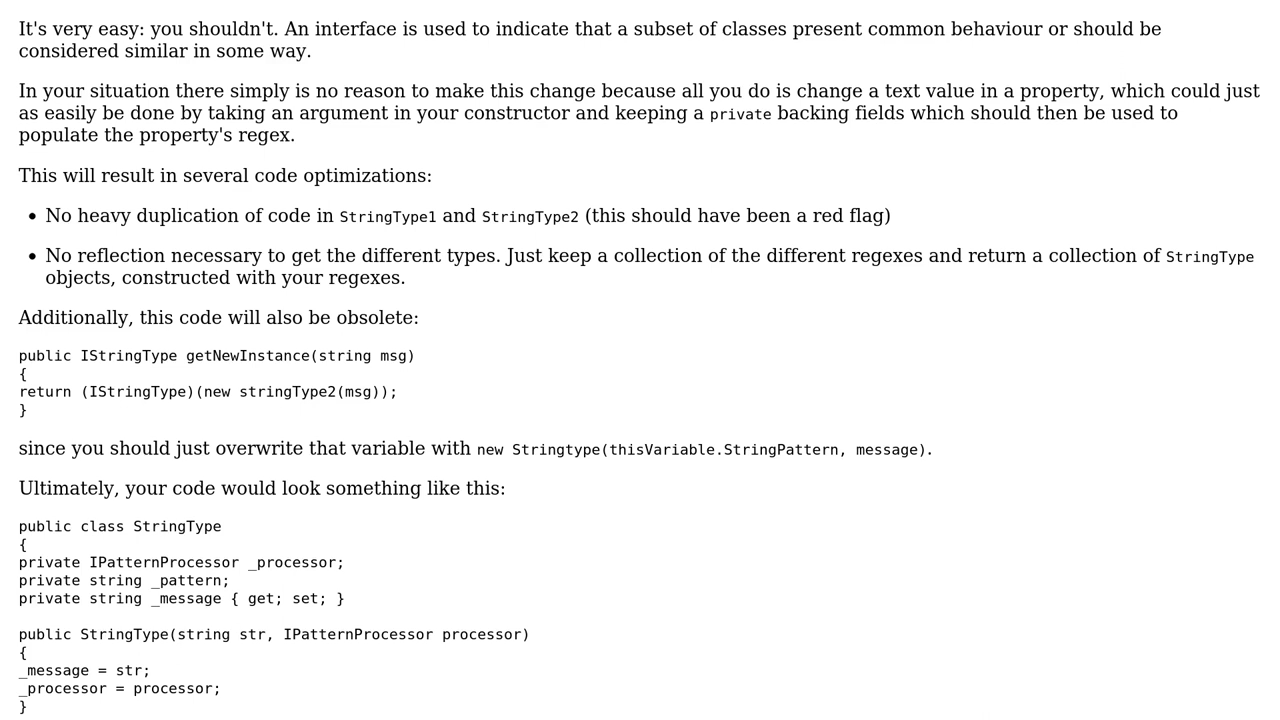 It's very easy: you shouldn't. An interface is used to indicate that a subset of classes present common behaviour or should be
considered similar in some way.
In your situation there simply is no reason to make this change because all you do is change a text value in a property, which could just
as easily be done by taking an argument in your constructor and keeping a private backing fields which should then be used to
populate the property's regex.
This will result in several code optimizations:
• No heavy duplication of code in StringType1 and StringType2 (this should have been a red flag)
• No reflection necessary to get the different types. Just keep a collection of the different regexes and return a collection of StringType
objects, constructed with your regexes.
Additionally, this code will also be obsolete:
public IStringType getNewInstance(string msg)
{
return (IStringType)(new stringType2(msg));
}
since you should just overwrite that variable with new Stringtype(thisVariable.StringPattern, message).
Ultimately, your code would look something like this:
public class StringType
{
private IPatternProcessor _processor;
private string _pattern;
private string _message { get; set; }
public StringType(string str, IPatternProcessor processor)
{
_message = str;
_processor = processor;
}